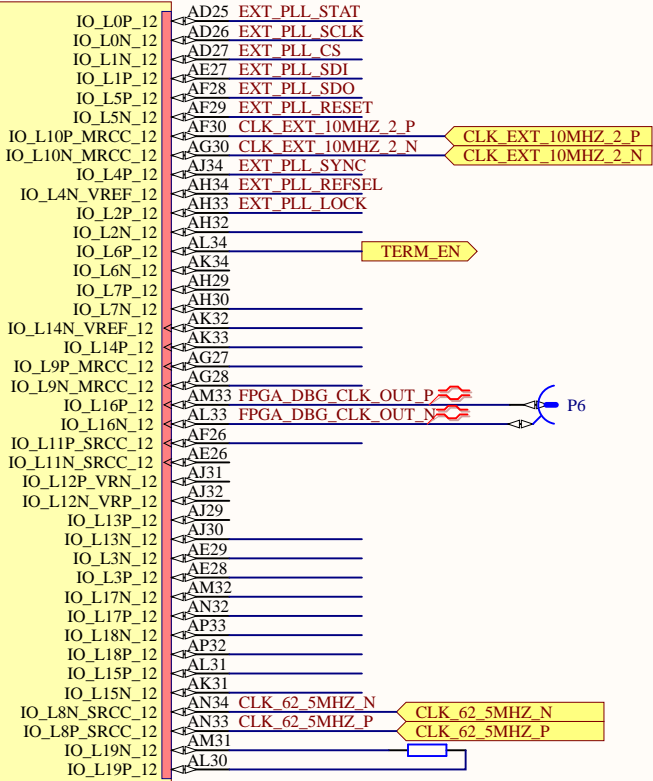 IO_L0P_12 AD25 EXT_PLL_STAT
IO_L0N_12 AD26 EXT_PLL_SCLK
IO_L1N_12 AD27 EXT_PLL_CS
IO_L1P_12 AE27 EXT_PLL_SDI
IO_L5P_12 AF28 EXT_PLL_SDO
IO_L5N_12 AF29 EXT_PLL_RESET
IO_L10P_MRCC_12 AF30 CLK_EXT_10MHZ_2_P CLK_EXT_10MHZ_2_P
IO_L10N_MRCC_12 AG30 CLK_EXT_10MHZ_2_N CLK_EXT_10MHZ_2_N
IO_L4P_12 AJ34 EXT_PLL_SYNC
IO_L4N_VREF_12 AH34 EXT_PLL_REFSEL
IO_L2P_12 AH33 EXT_PLL_LOCK
IO_L2N_12 AH32
IO_L6P_12 AL34 TERM_EN
IO_L6N_12 AK34
IO_L7P_12 AH29
IO_L7N_12 AH30
IO_L14N_VREF_12 AK32
IO_L14P_12 AK33
IO_L9P_MRCC_12 AG27
IO_L9N_MRCC_12 AG28
IO_L16P_12 AM33 FPGA_DBG_CLK_OUT_P P6
IO_L16N_12 AL33 FPGA_DBG_CLK_OUT_N
IO_L11P_SRCC_12 AF26
IO_L11N_SRCC_12 AE26
IO_L12P_VRN_12 AJ31
IO_L12N_VRP_12 AJ32
IO_L13P_12 AJ29
IO_L13N_12 AJ30
IO_L3N_12 AE29
IO_L3P_12 AE28
IO_L17N_12 AM32
IO_L17P_12 AN32
IO_L18N_12 AP33
IO_L18P_12 AP32
IO_L15P_12 AL31
IO_L15N_12 AK31
IO_L8N_SRCC_12 AN34 CLK_62_5MHZ_N CLK_62_5MHZ_N
IO_L8P_SRCC_12 AN33 CLK_62_5MHZ_P CLK_62_5MHZ_P
IO_L19N_12 AM31
IO_L19P_12 AL30